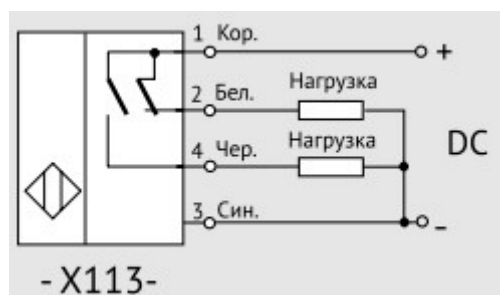 1 Кор.
+
Нагрузка
2 Бел.
Нагрузка
4 Чер.
DC
3 Син.
-
- X113-